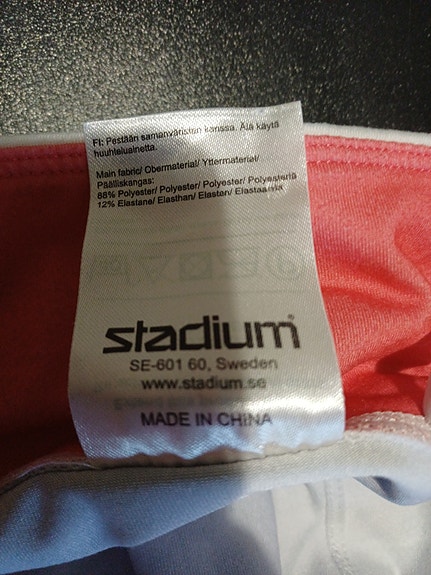 FI: Pestään samanväristen kanssa. Älä käytä
huuhteluainetta.
Main fabric/ Obermaterial/ Yttermaterial/
Päälliskangas:
88% Polyester/ Polyester/ Polyester/ Polyesteriä
12% Elastane/ Elasthan/ Elastan/ Elastaania
stadium
SE-601 60, Sweden
www.stadium.se
MADE IN CHINA